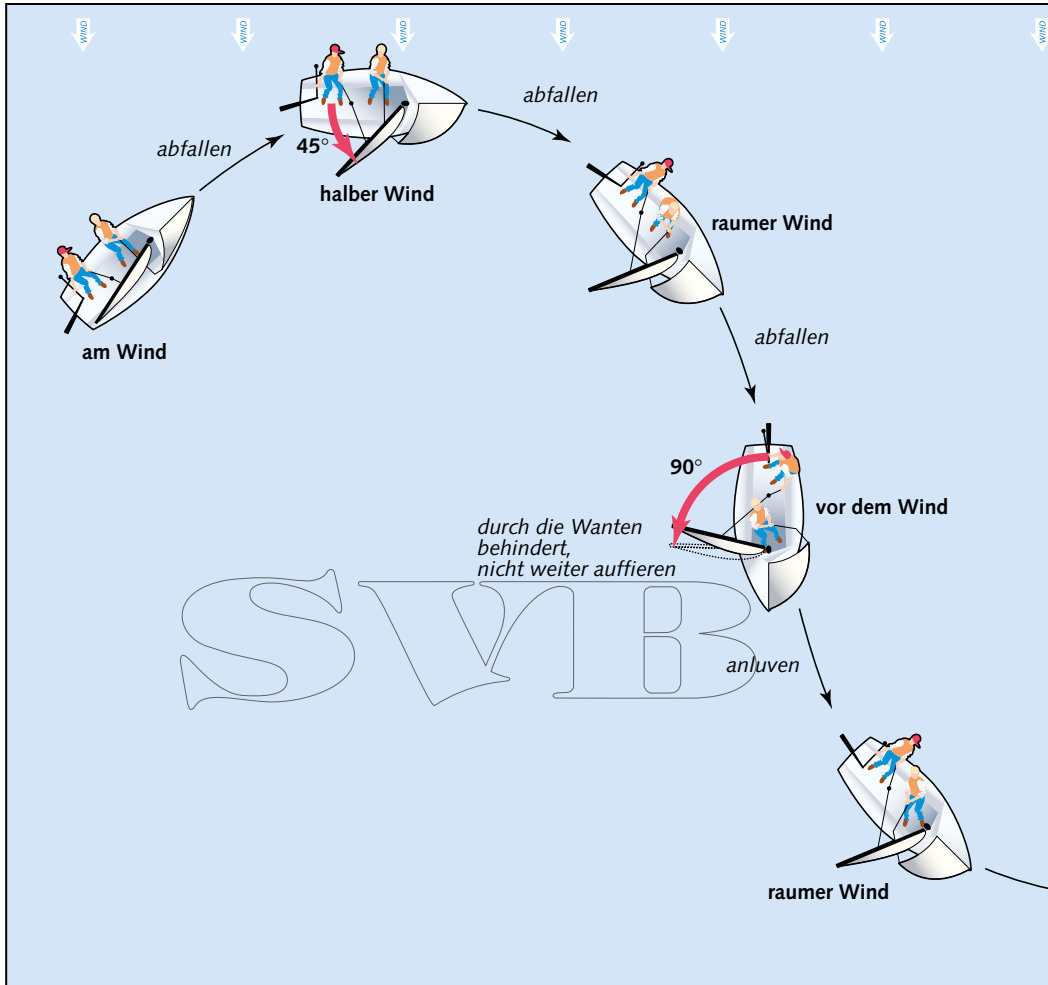 WIND
WIND
WIND
WIND
WIND
WIND
WIND
abfallen
abfallen
45°
halber Wind
raumer Wind
am Wind
abfallen
90°
vor dem Wind
durch die Wanten
behindert,
nicht weiter auffieren
SVB
anluven
raumer Wind